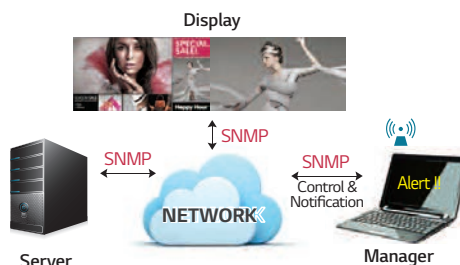 Display
SPECIAL
SALE!
Happy Hour
SNMP
SNMP
SNMP
Control &
Notification
NETWORK
Alert !!
Server
Manager